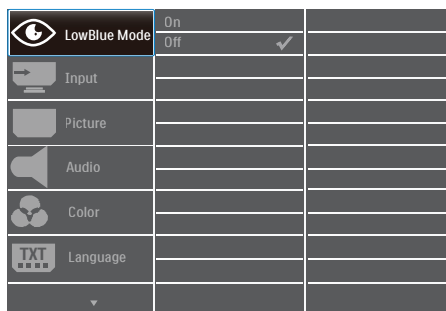 LowBlue Mode
On
Off
Input
Picture
Audio
Color
TXT
Language